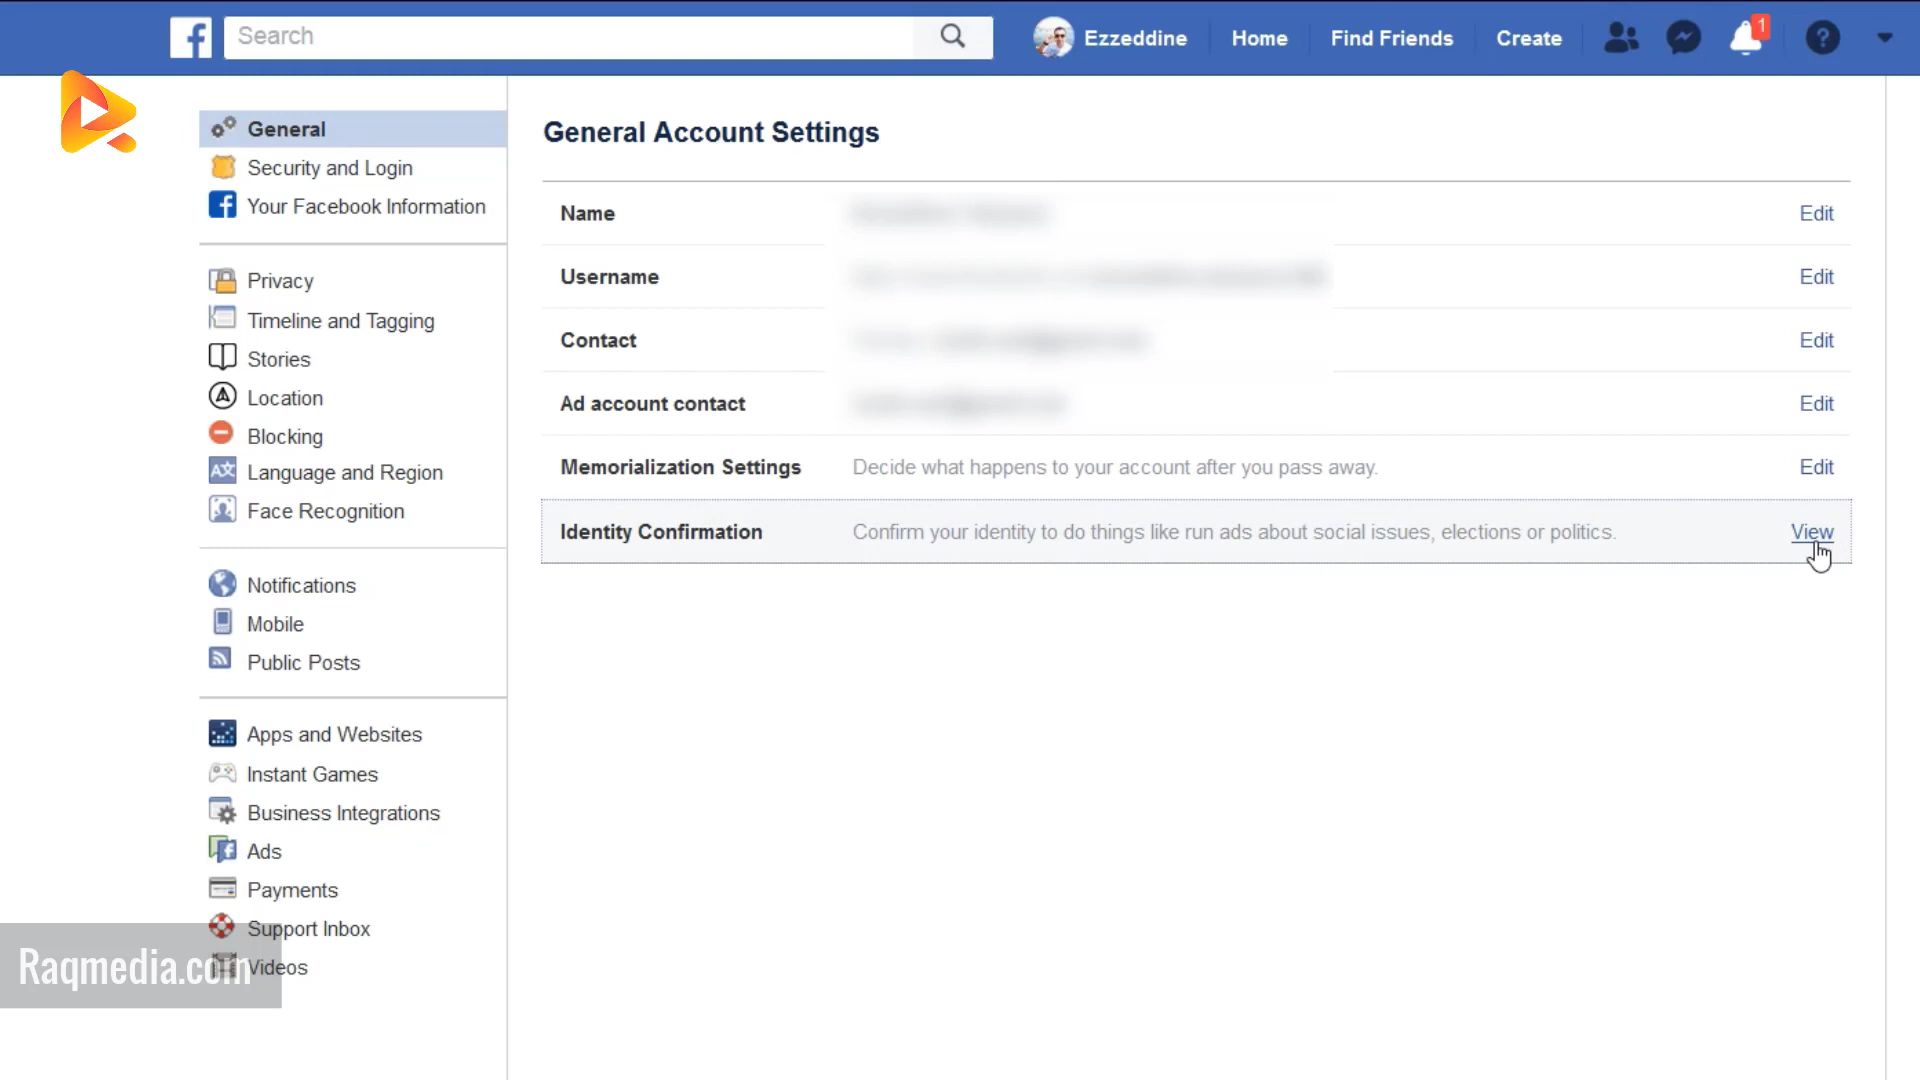 Search
Ezzeddine
Home
Find Friends
Create
1
?
General
Security and Login
Your Facebook Information
Privacy
Timeline and Tagging
Stories
Location
Blocking
Language and Region
Face Recognition
Notifications
Mobile
Public Posts
Apps and Websites
Instant Games
Business Integrations
Ads
Payments
Support Inbox
Videos
Raqmedia.com
General Account Settings
Name Edit
Username Edit
Contact Edit
Ad account contact Edit
Memorialization Settings Decide what happens to your account after you pass away. Edit
Identity Confirmation Confirm your identity to do things like run ads about social issues, elections or politics. View